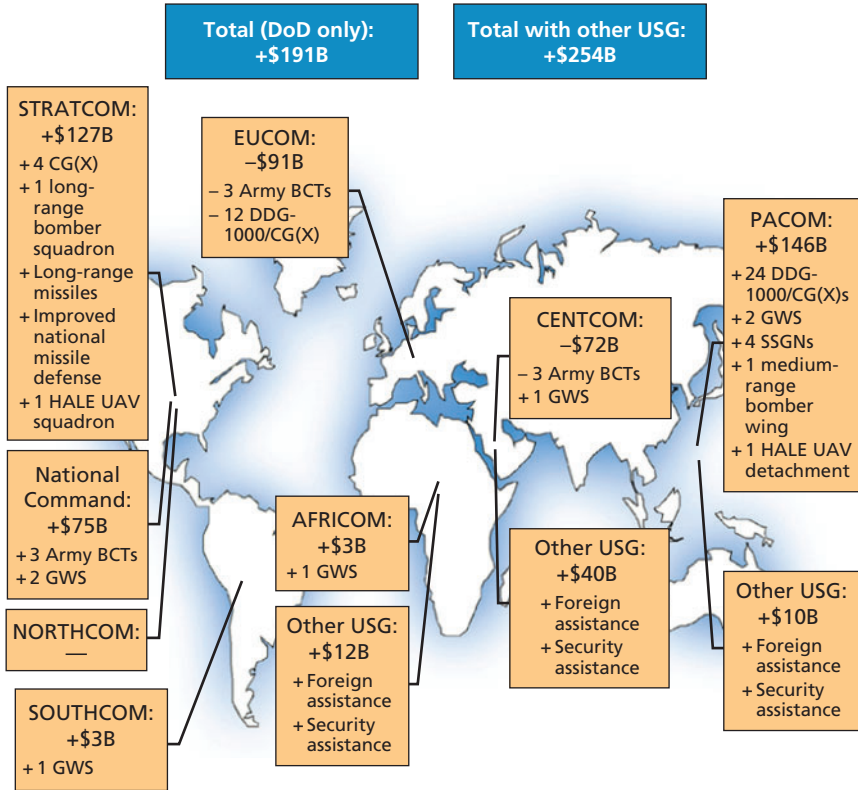 Total (DoD only):
+$191B
Total with other USG:
+$254B
STRATCOM:
+$127B
+ 4 CG(X)
+ 1 long-
range
bomber
squadron
+ Long-range
missiles
+ Improved
national
missile
defense
+ 1 HALE UAV
squadron
EUCOM:
–$91B
– 3 Army BCTs
– 12 DDG-
1000/CG(X)
PACOM:
+$146B
+ 24 DDG-
1000/CG(X)s
+ 2 GWS
+ 4 SSGNs
+ 1 medium-
range
bomber
wing
+ 1 HALE UAV
detachment
CENTCOM:
–$72B
– 3 Army BCTs
+ 1 GWS
National
Command:
+$75B
+ 3 Army BCTs
+ 2 GWS
AFRICOM:
+$3B
+ 1 GWS
Other USG:
+$40B
+ Foreign
assistance
+ Security
assistance
Other USG:
+$10B
+ Foreign
assistance
+ Security
assistance
NORTHCOM:
—
Other USG:
+$12B
+ Foreign
assistance
+ Security
assistance
SOUTHCOM:
+$3B
+ 1 GWS